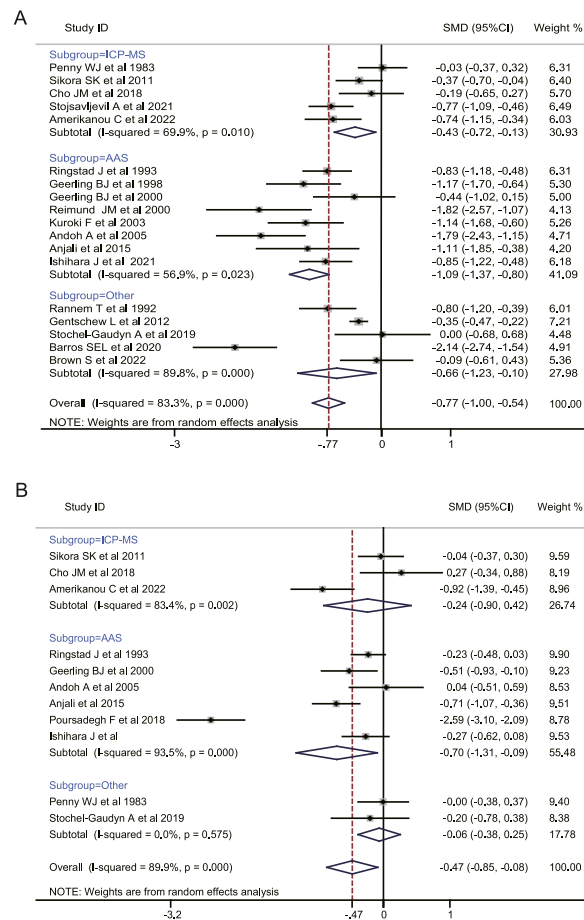 A
Study ID SMD (95%CI) Weight %
Subgroup=ICP-MS
Penny WJ et al 1983 -0.03 (-0.37, 0.32) 6.31
Sikora SK et al 2011 -0.37 (-0.70, -0.04) 6.40
Cho JM et al 2018 -0.19 (-0.65, 0.27) 5.70
Stojsavljevil A et al 2021 -0.77 (-1.09, -0.46) 6.49
Amerikanou C et al 2022 -0.74 (-1.15, -0.34) 6.03
Subtotal (I-squared = 69.9%, p = 0.010) -0.43 (-0.72, -0.13) 30.93
Subgroup=AAS
Ringstad J et al 1993 -0.83 (-1.18, -0.48) 6.31
Geerling BJ et al 1998 -1.17 (-1.70, -0.64) 5.30
Geerling BJ et al 2000 -0.44 (-1.02, 0.15) 5.00
Reimund JM et al 2000 -1.82 (-2.57, -1.07) 4.13
Kuroki F et al 2003 -1.14 (-1.68, -0.60) 5.26
Andoh A et al 2005 -1.79 (-2.43, -1.15) 4.71
Anjali et al 2015 -1.11 (-1.85, -0.38) 4.20
Ishihara J et al 2021 -0.85 (-1.22, -0.48) 6.18
Subtotal (I-squared = 56.9%, p = 0.023) -1.09 (-1.37, -0.80) 41.09
Subgroup=Other
Rannem T et al 1992 -0.80 (-1.20, -0.39) 6.01
Gentschew L et al 2012 -0.35 (-0.47, -0.22) 7.21
Stochel-Gaudyn A et al 2019 0.00 (-0.68, 0.68) 4.48
Barros SEL et al 2020 -2.14 (-2.74, -1.54) 4.91
Brown S et al 2022 -0.09 (-0.61, 0.43) 5.36
Subtotal (I-squared = 89.8%, p = 0.000) -0.66 (-1.23, -0.10) 27.98
Overall (I-squared = 83.3%, p = 0.000) -0.77 (-1.00, -0.54) 100.00
NOTE: Weights are from random effects analysis
-3 -.77 0 1
B
Study ID SMD (95%CI) Weight %
Subgroup=ICP-MS
Sikora SK et al 2011 -0.04 (-0.37, 0.30) 9.59
Cho JM et al 2018 0.27 (-0.34, 0.88) 8.19
Amerikanou C et al 2022 -0.92 (-1.39, -0.45) 8.96
Subtotal (I-squared = 83.4%, p = 0.002) -0.24 (-0.90, 0.42) 26.74
Subgroup=AAS
Ringstad J et al 1993 -0.23 (-0.48, 0.03) 9.90
Geerling BJ et al 2000 -0.51 (-0.93, -0.10) 9.23
Andoh A et al 2005 0.04 (-0.51, 0.59) 8.53
Anjali et al 2015 -0.71 (-1.07, -0.36) 9.51
Poursadegh F et al 2018 -2.59 (-3.10, -2.09) 8.78
Ishihara J et al -0.27 (-0.62, 0.08) 9.53
Subtotal (I-squared = 93.5%, p = 0.000) -0.70 (-1.31, -0.09) 55.48
Subgroup=Other
Penny WJ et al 1983 -0.00 (-0.38, 0.37) 9.40
Stochel-Gaudyn A et al 2019 -0.20 (-0.78, 0.38) 8.38
Subtotal (I-squared = 0.0%, p = 0.575) -0.06 (-0.38, 0.25) 17.78
Overall (I-squared = 89.9%, p = 0.000) -0.47 (-0.85, -0.08) 100.00
NOTE: Weights are from random effects analysis
-3.2 -.47 0 1